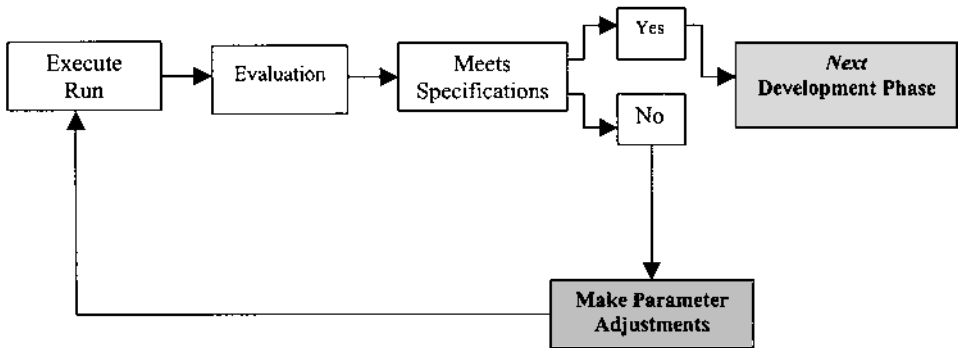 Execute
Run
Evaluation
Meets
Specifications
Yes
No
Next
Development Phase
Make Parameter
Adjustments